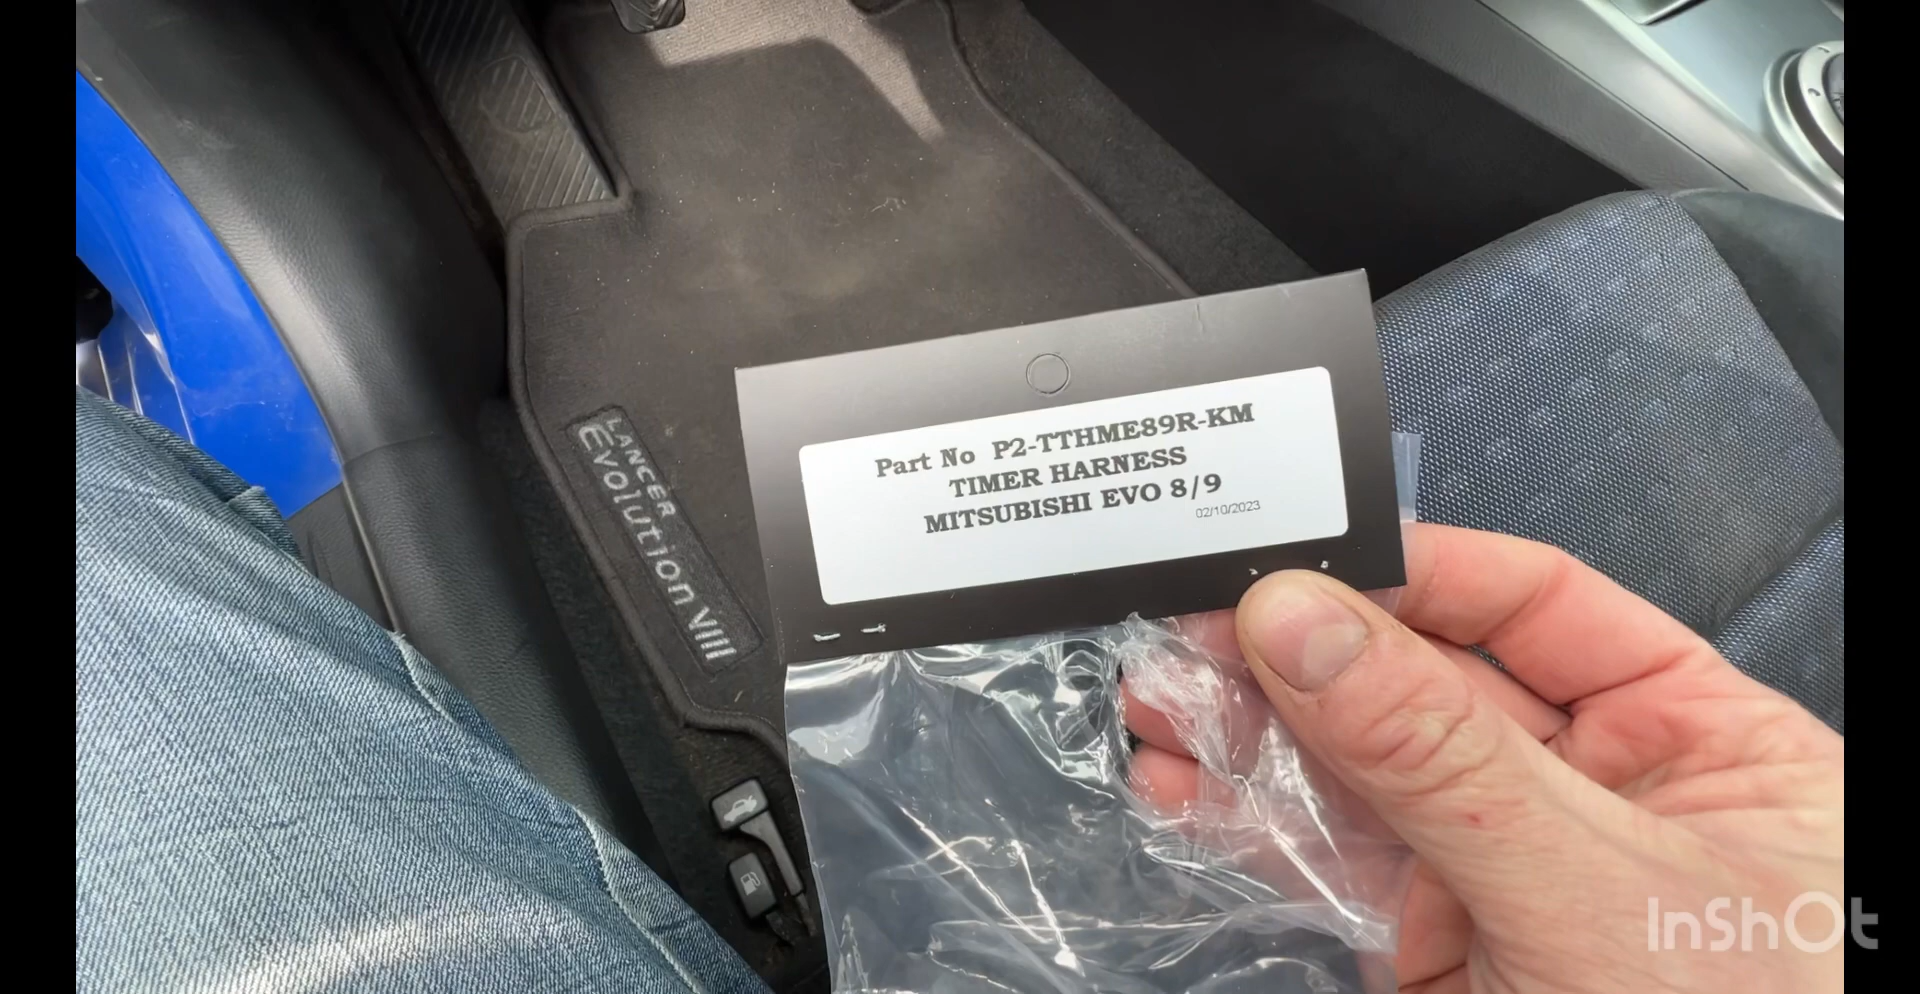 Part No P2-TTHME89R-KM
TIMER HARNESS
MITSUBISHI EVO 8/9
02/10/2023
LANCER
Evolution VIII
InShOt